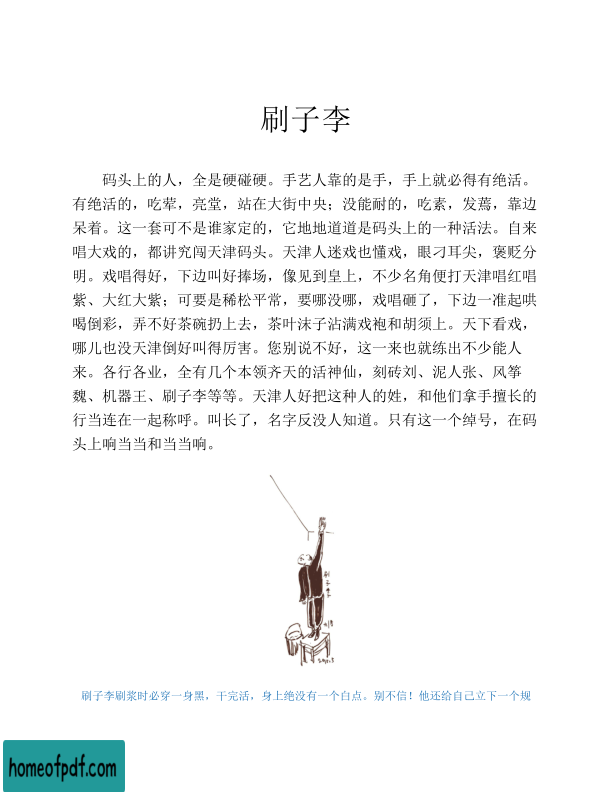 刷子李
码头上的人，全是硬碰硬。手艺人靠的是手，手上就必得有绝活。
有绝活的，吃荤，亮堂，站在大街中央；没能耐的，吃素，发蔫，靠边
呆着。这一套可不是谁家定的，它地地道道是码头上的一种活法。自来
唱大戏的，都讲究闯天津码头。天津人迷戏也懂戏，眼刁耳尖，褒贬分
明。戏唱得好，下边叫好捧场，像见到皇上，不少名角便打天津唱红唱
紫、大红大紫；可要是稀松平常，要哪没哪，戏唱砸了，下边一准起哄
喝倒彩，弄不好茶碗扔上去，茶叶沫子沾满戏袍和胡须上。天下看戏，
哪儿也没天津倒好叫得厉害。您别说不好，这一来也就练出不少能人
来。各行各业，全有几个本领齐天的活神仙，刻砖刘、泥人张、风筝
魏、机器王、刷子李等等。天津人好把这种人的姓，和他们拿手擅长的
行当连在一起称呼。叫长了，名字反没人知道。只有这一个绰号，在码
头上响当当和当当响。
刷子李
刷子李刷浆时必穿一身黑，干完活，身上绝没有一个白点。别不信！他还给自己立下一个规
homeofpdf.com